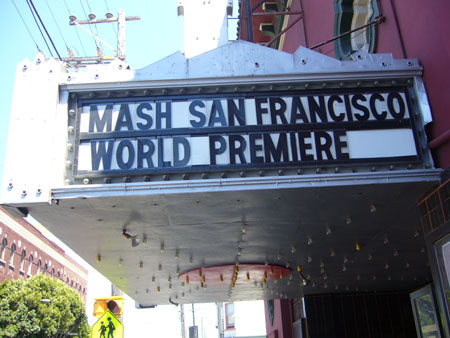 MASH SAN FRANCISCO
WORLD PREMIERE